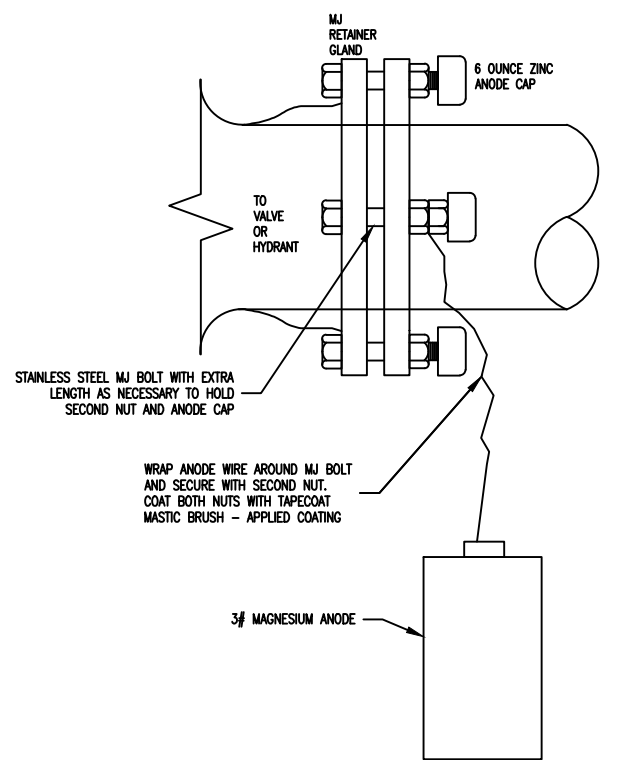 MJ
RETAINER
GLAND
6 OUNCE ZINC
ANODE CAP
TO
VALVE
OR
HYDRANT
STAINLESS STEEL MJ BOLT WITH EXTRA
LENGTH AS NECESSARY TO HOLD
SECOND NUT AND ANODE CAP
WRAP ANODE WIRE AROUND MJ BOLT
AND SECURE WITH SECOND NUT.
COAT BOTH NUTS WITH TAPECOAT
MASTIC BRUSH – APPLIED COATING
3# MAGNESIUM ANODE